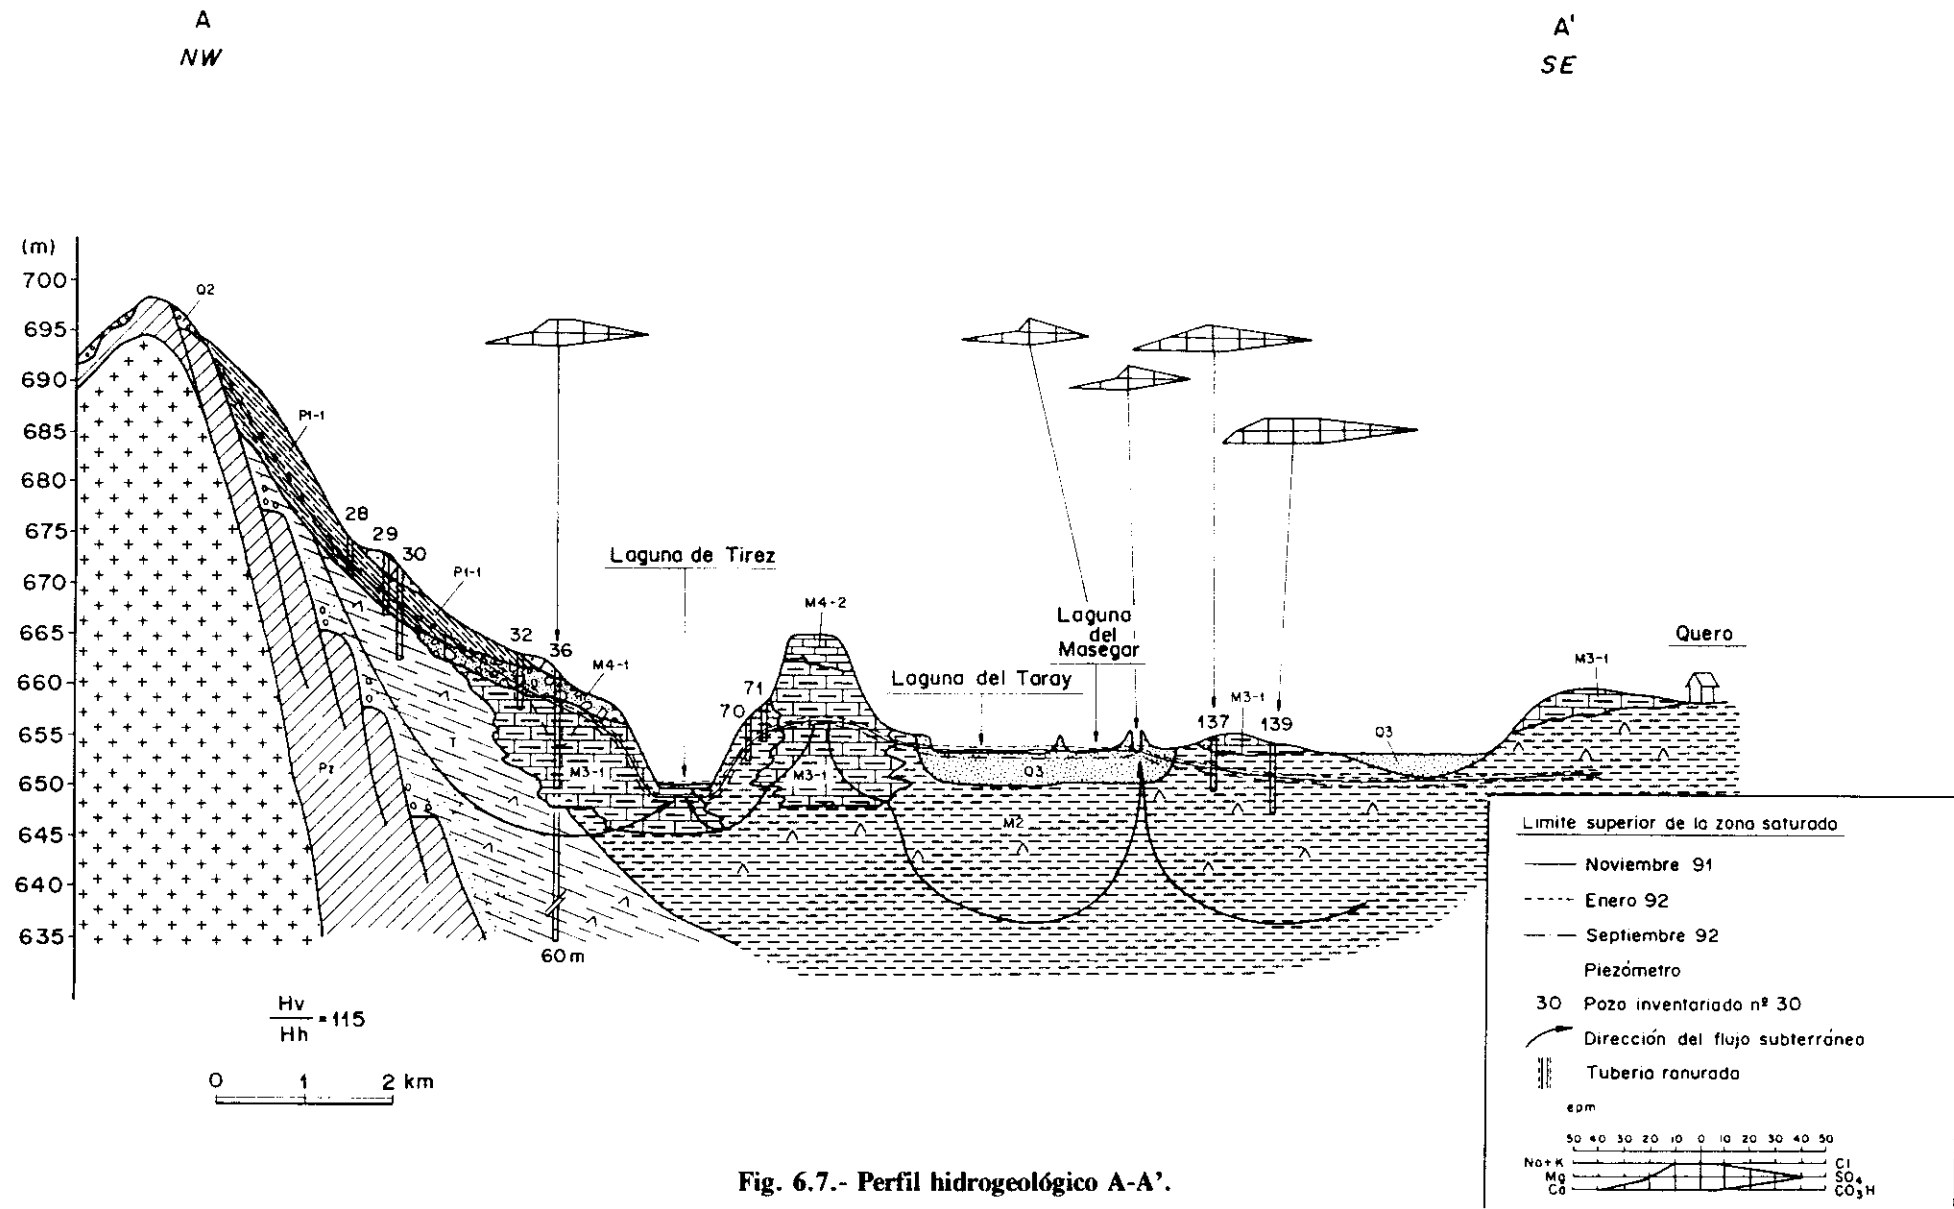 A
NW
A'
SE
(m)
700
695
690
685
680
675
670
665
660
655
650
645
640
635
Q2
P1-1
28
29
30
P1-1
32
36
M4-1
Laguna de Tirez
M4-2
71
70
Laguna del Taray
Laguna
del
Masegar
137
M3-1
139
Q3
M3-1
Quero
T
Pz
M3-1
M3-1
Q3
M2
T
60 m
Hv
Hh
= 115
0 1 2 km
Limite superior de la zona saturada
Noviembre 91
Enero 92
Septiembre 92
Piezómetro
30 Pozo inventariado nº 30
Dirección del flujo subterráneo
Tuberia ranurada
epm
50 40 30 20 10 0 10 20 30 40 50
Na+K Cl
Mg SO4
Ca CO3H
Fig. 6.7.- Perfil hidrogeológico A-A'.